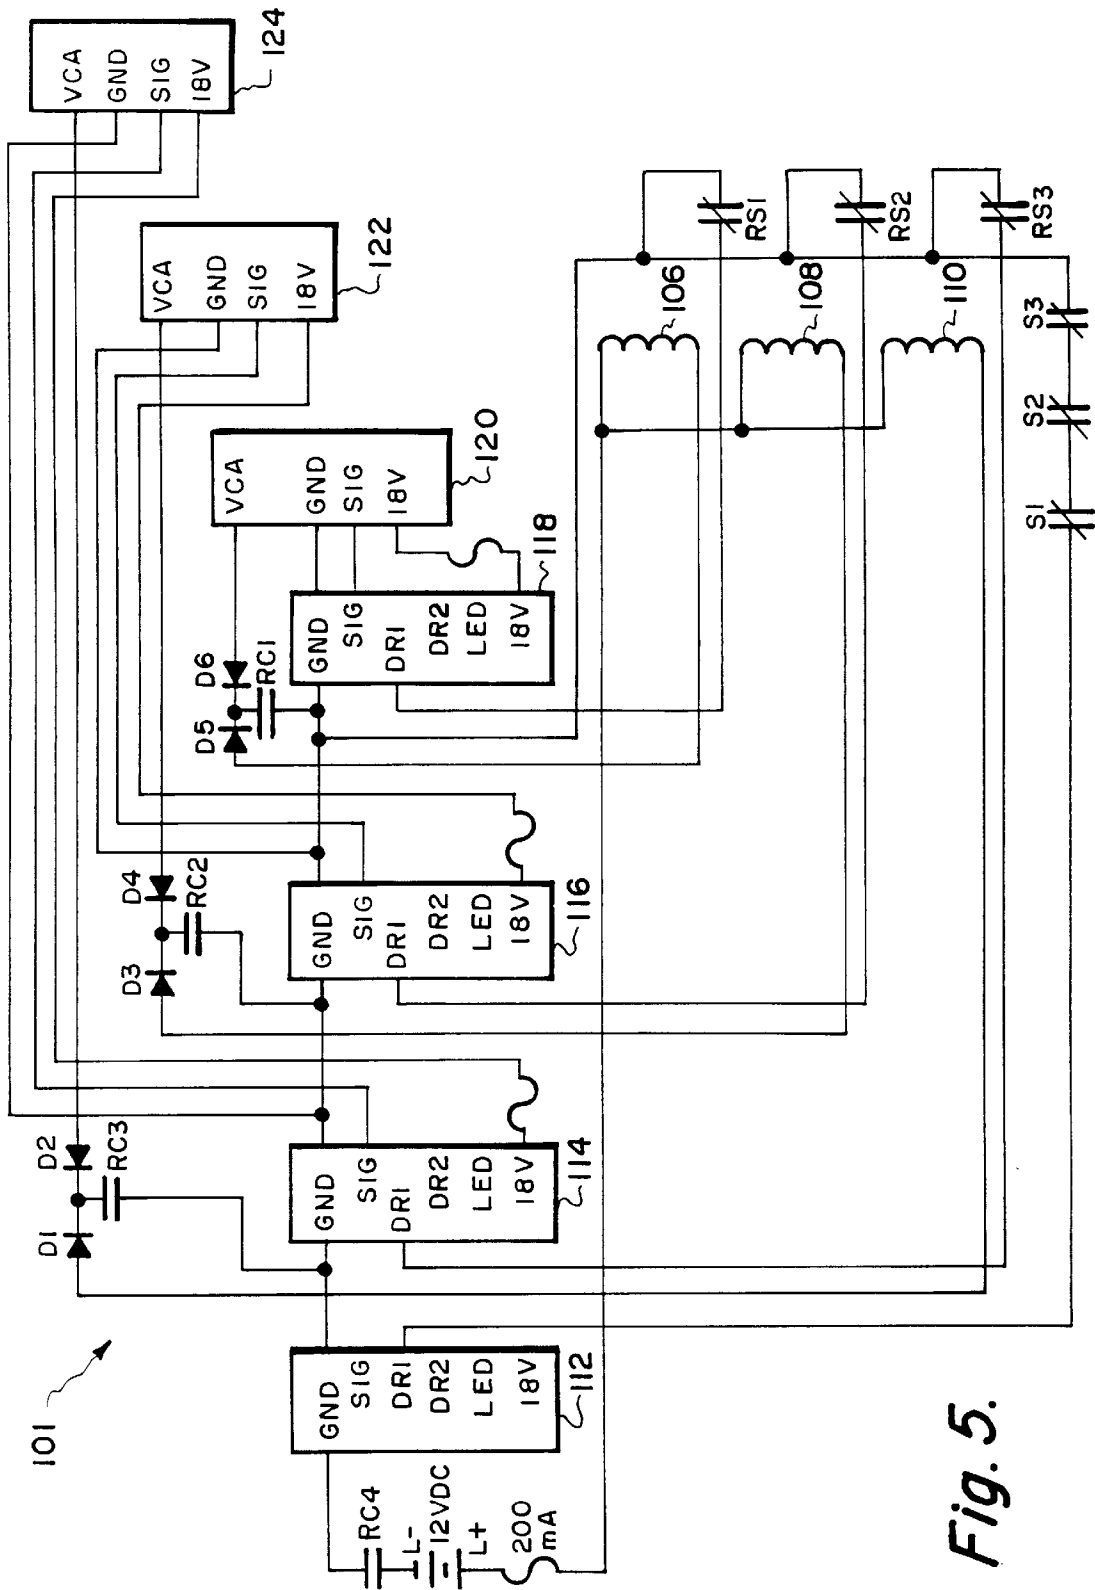 101
RC4
L-
12VDC
L+
200
mA
GND
SIG
DR1
DR2
LED
18V
112
D1
D2
RC3
GND
SIG
DR1
DR2
LED
18V
114
D3
D4
RC2
GND
SIG
DR1
DR2
LED
18V
116
D5
D6
RC1
GND
SIG
DR1
DR2
LED
18V
118
VCA
GND
SIG
18V
120
VCA
GND
SIG
18V
122
VCA
GND
SIG
18V
124
106
108
110
RS1
RS2
RS3
S1
S2
S3
Fig. 5.